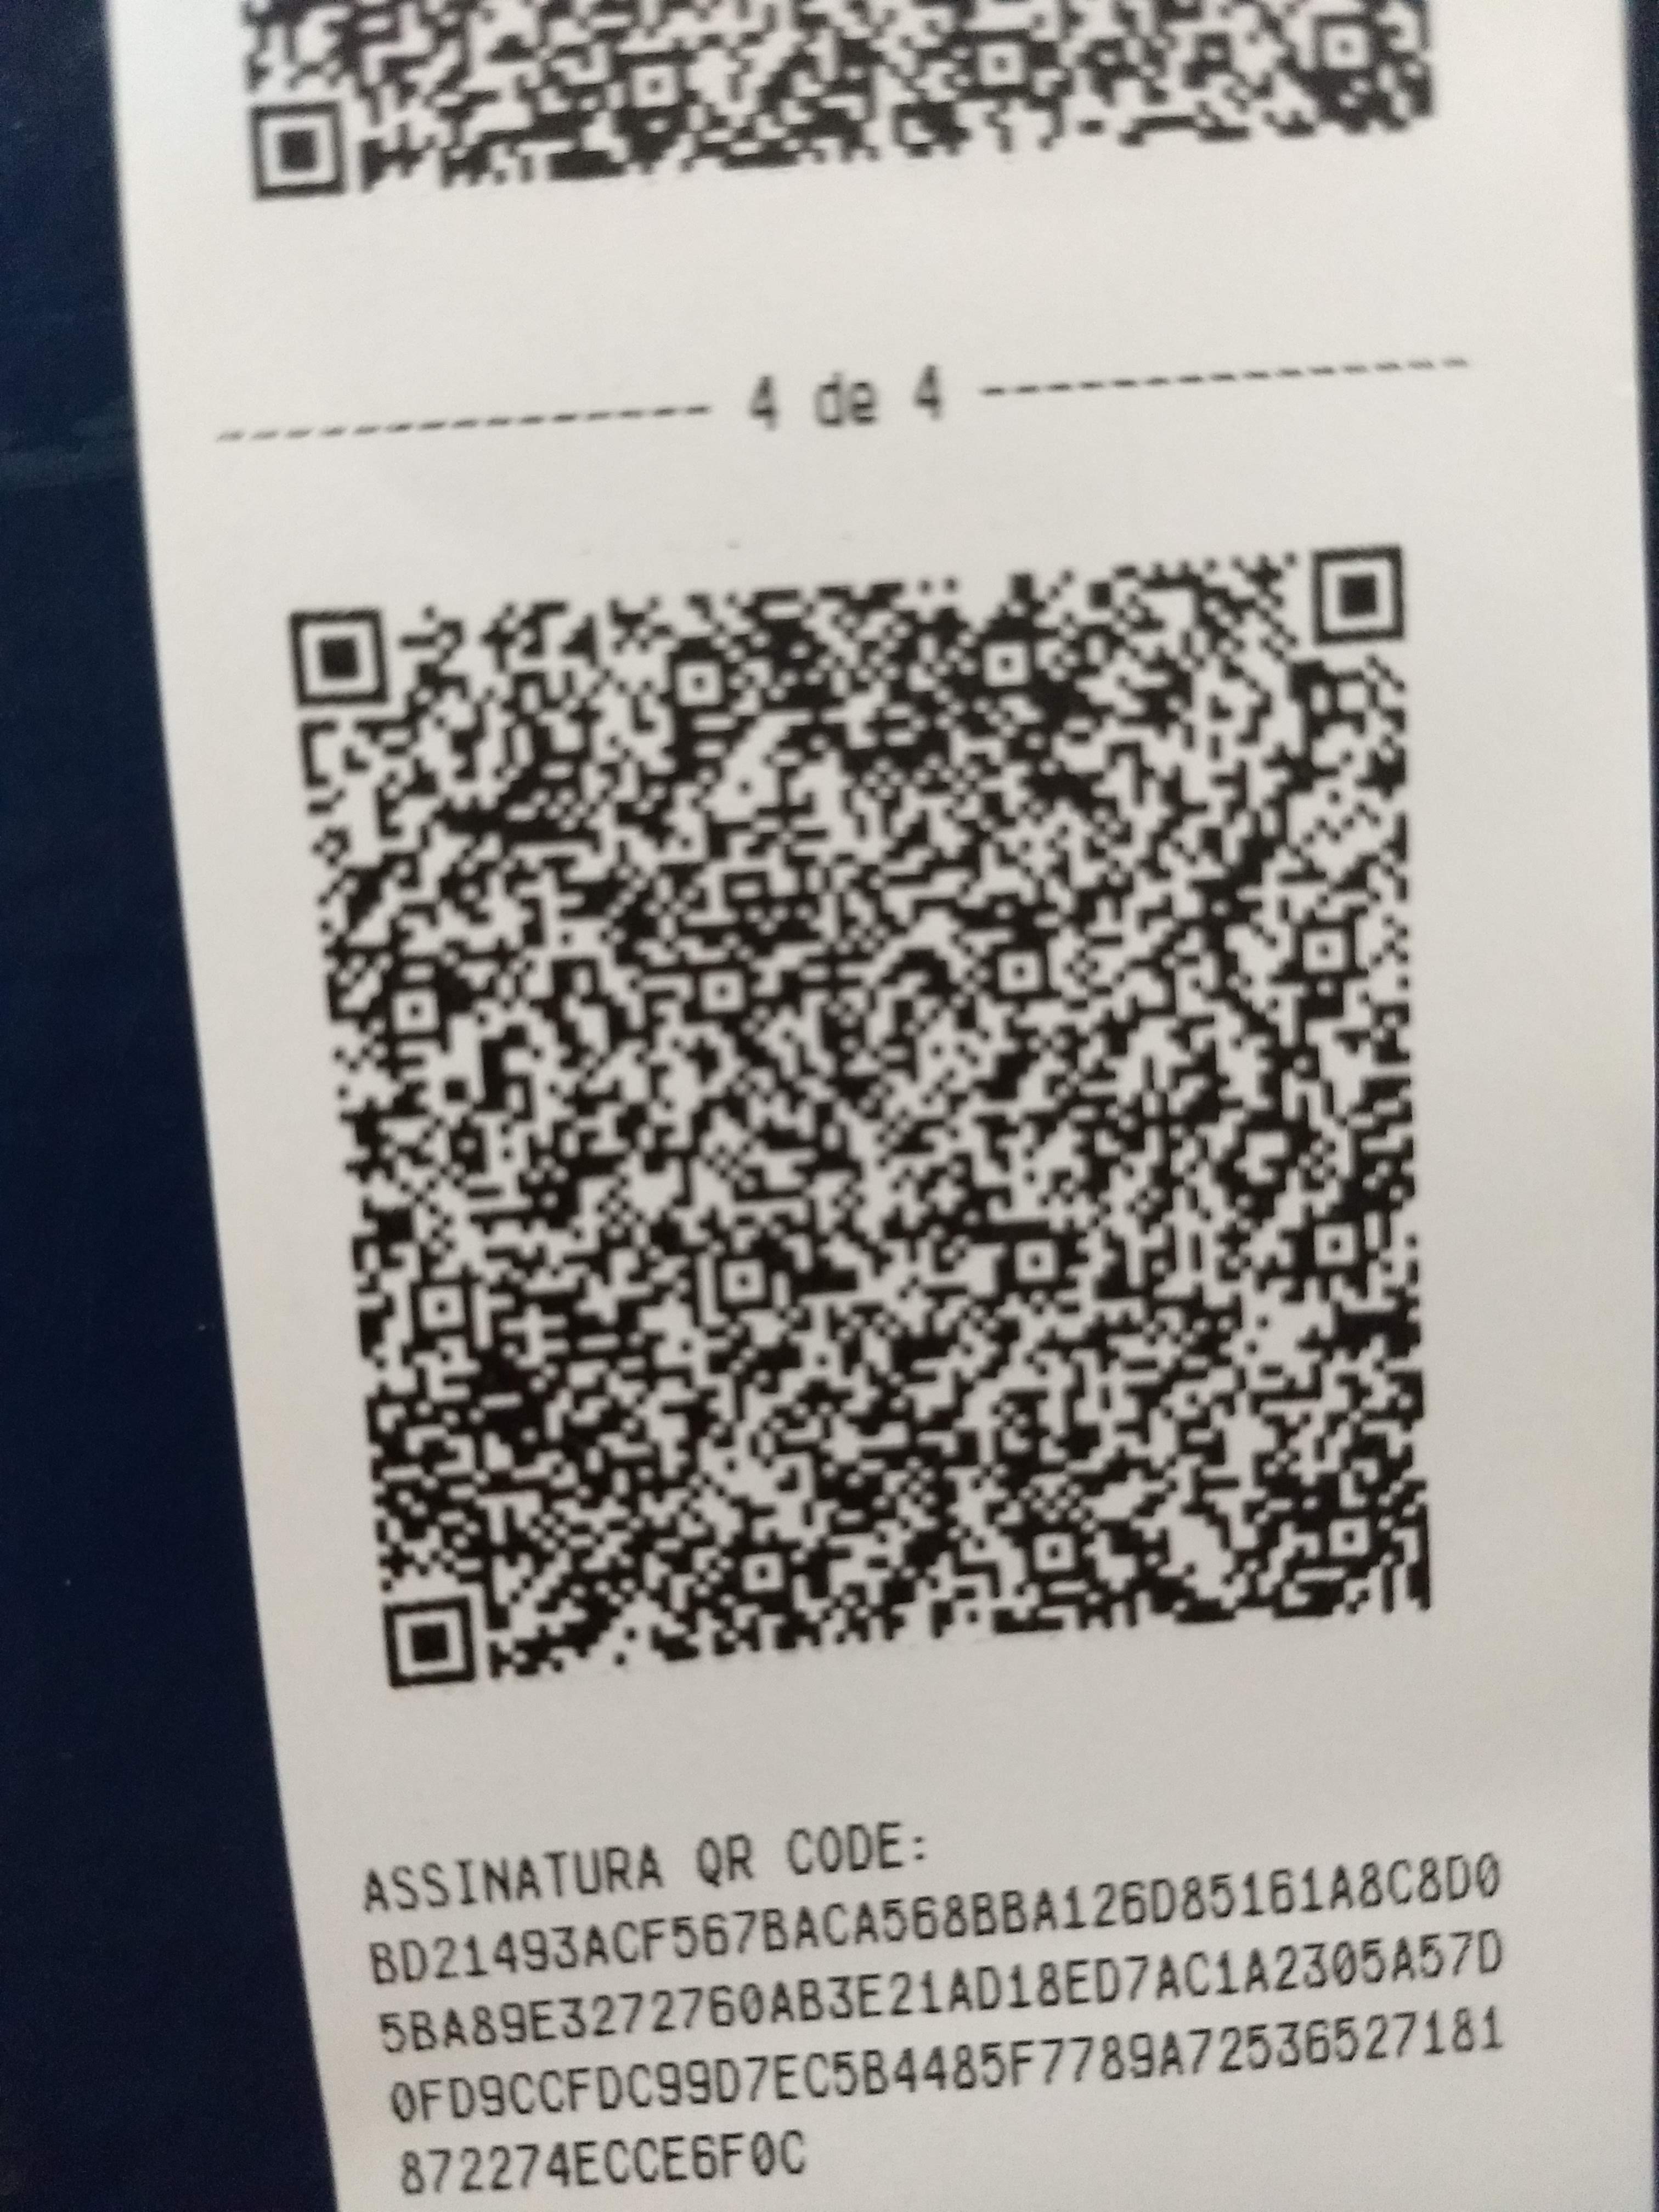 --------------- 4 de 4 ---------------
ASSINATURA QR CODE:
BD21493ACF567BACA568BBA126D85161A8C8D0
5BA89E3272760AB3E21AD18ED7AC1A2305A57D
0FD9CCFDC99D7EC5B4485F7789A72536527181
872274ECCE6F0C